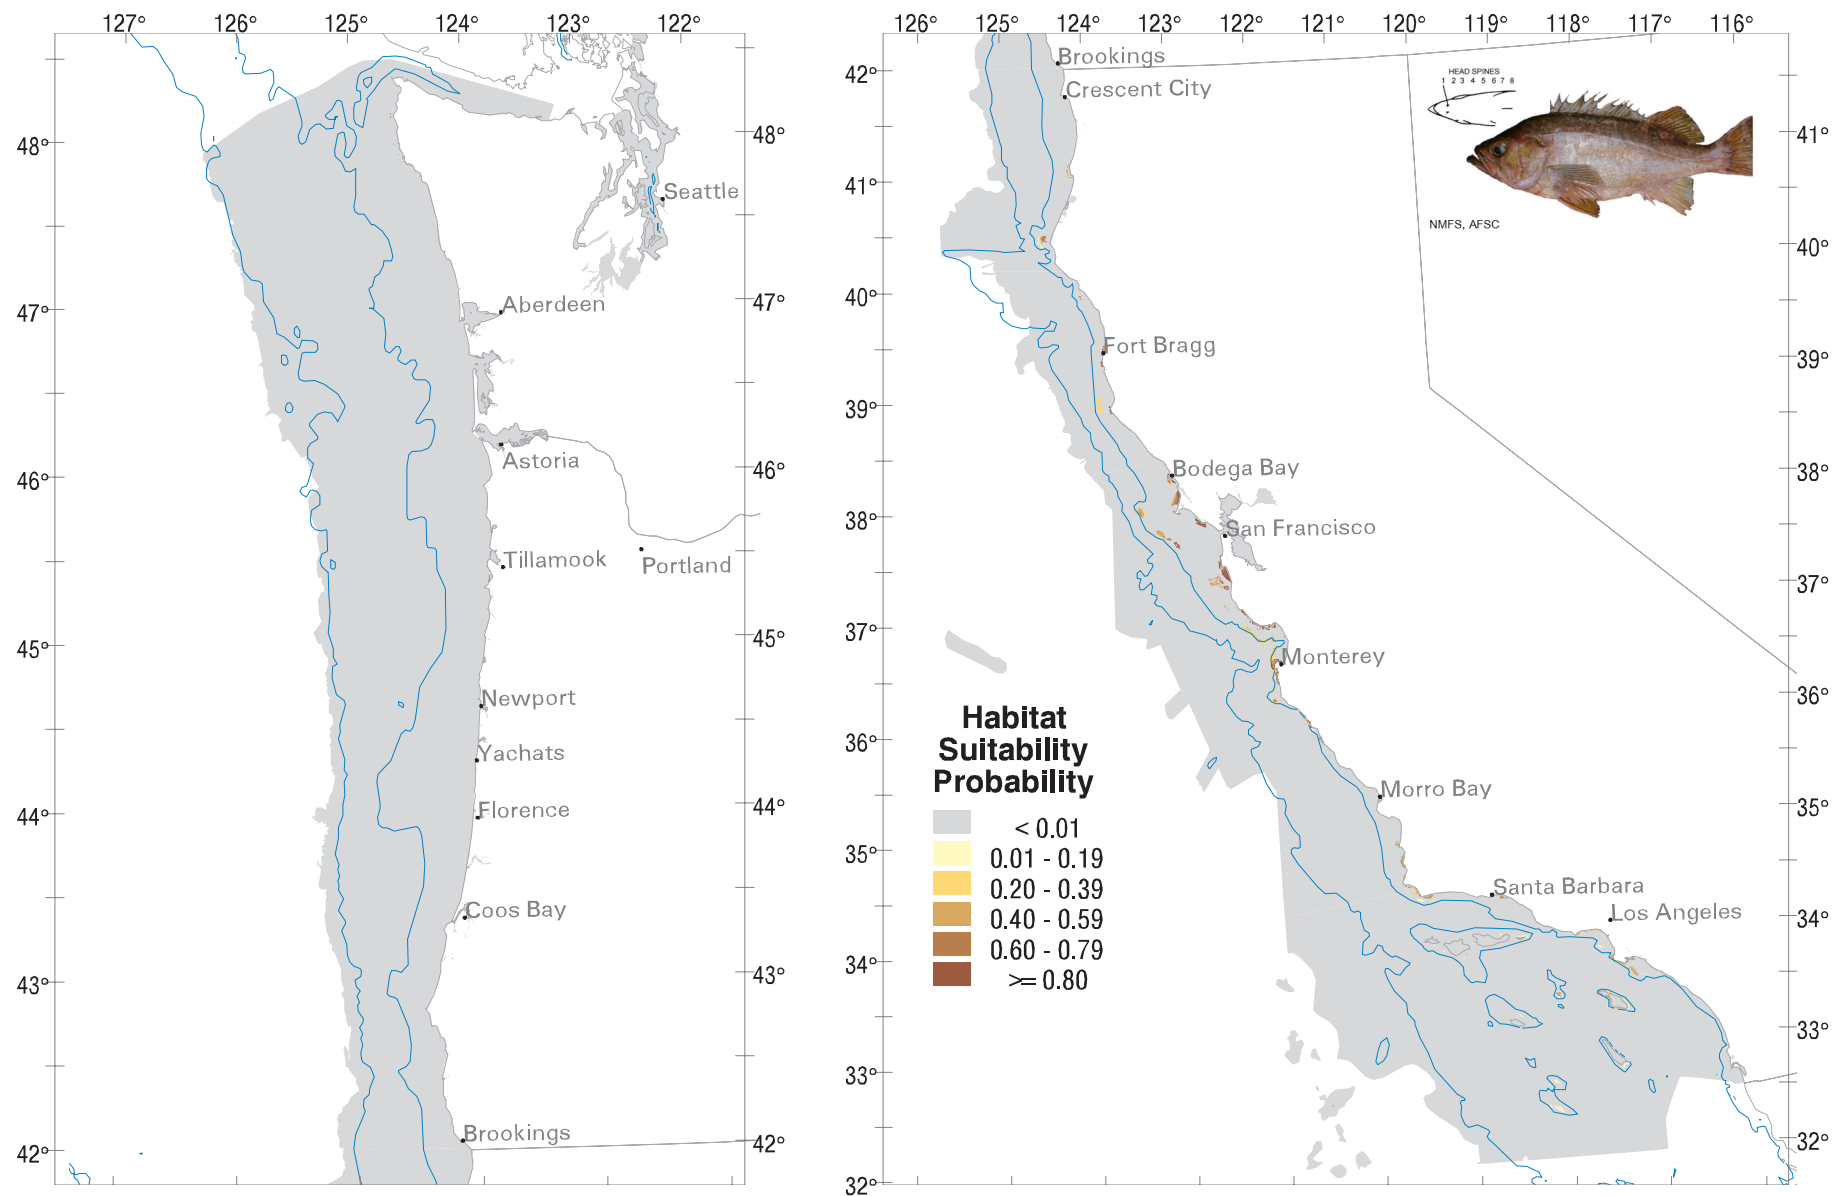 127° 126° 125° 124° 123° 122°
48° 48°
Seattle
47° 47°
Aberdeen
46° 46°
Astoria
Tillamook
Portland
45° 45°
Newport
Yachats
44° 44°
Florence
Coos Bay
43° 43°
Brookings
42° 42°
126° 125° 124° 123° 122° 121° 120° 119° 118° 117° 116°
Brookings
42°
Crescent City
HEAD SPINES
1 2 3 4 5 6 7 8
41°
41°
NMFS, AFSC
40°
40°
Fort Bragg
39°
39°
Bodega Bay
38°
38°
San Francisco
37°
37°
Monterey
36°
36°
Habitat
Suitability
Probability
< 0.01
0.01 - 0.19
0.20 - 0.39
0.40 - 0.59
0.60 - 0.79
>= 0.80
Morro Bay
35°
35°
Santa Barbara
Los Angeles
34°
34°
33°
33°
32°
32°